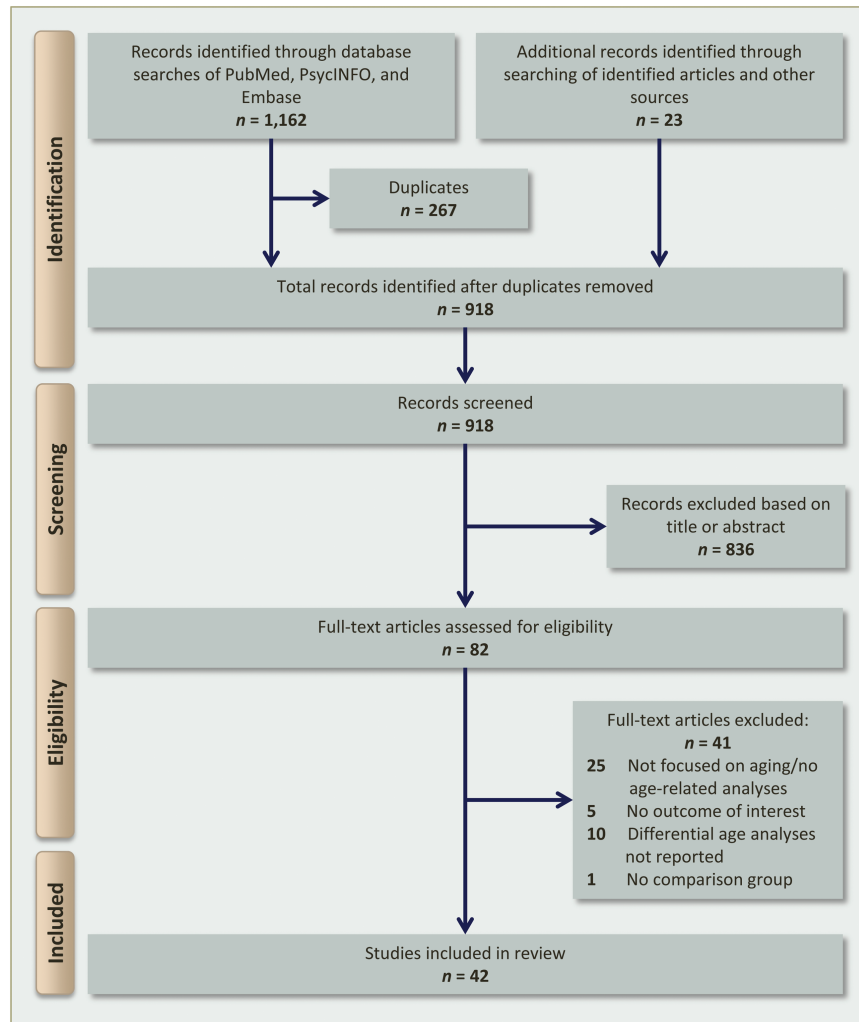 Identification
Records identified through database
searches of PubMed, PsycINFO, and
Embase
n = 1,162
Additional records identified through
searching of identified articles and other
sources
n = 23
Duplicates
n = 267
Total records identified after duplicates removed
n = 918
Screening
Records screened
n = 918
Records excluded based on
title or abstract
n = 836
Eligibility
Full-text articles assessed for eligibility
n = 82
Full-text articles excluded:
n = 41
25 Not focused on aging/no
age-related analyses
5 No outcome of interest
10 Differential age analyses
not reported
1 No comparison group
Included
Studies included in review
n = 42